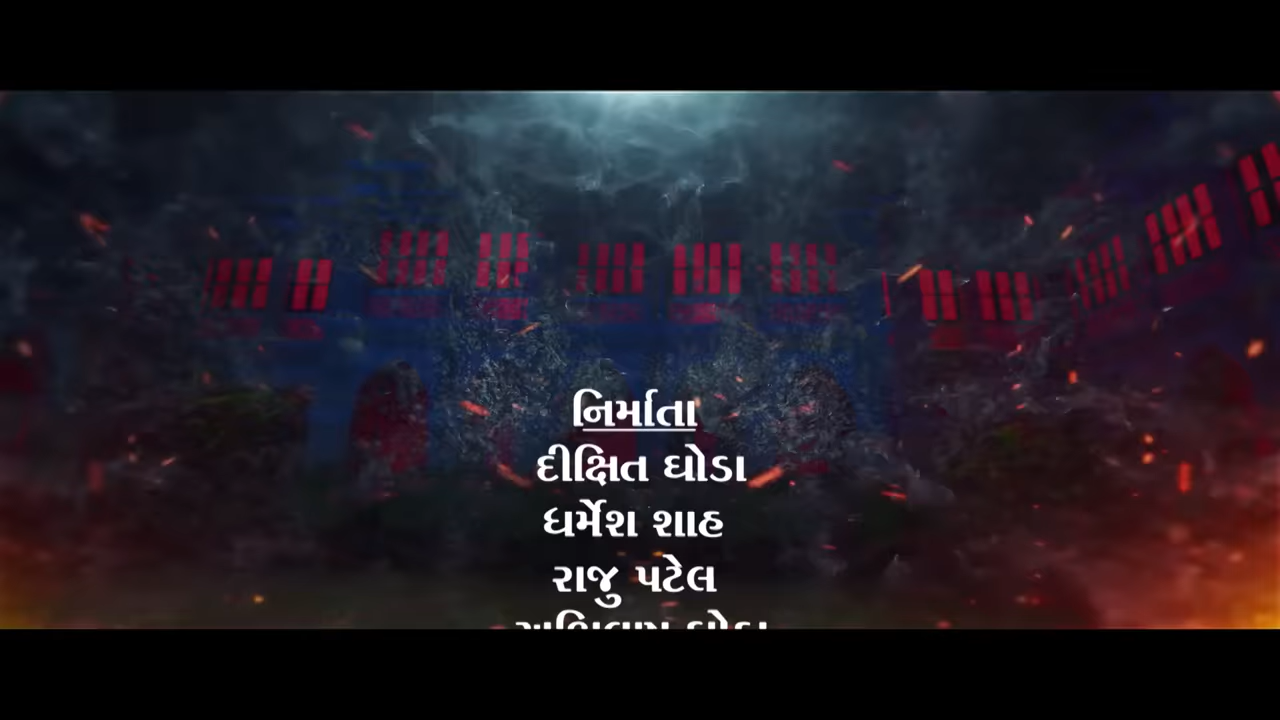 નિર્માતા
દીક્ષિત ઘોડા
ધર્મેશ શાહ
રાજુ પટેલ